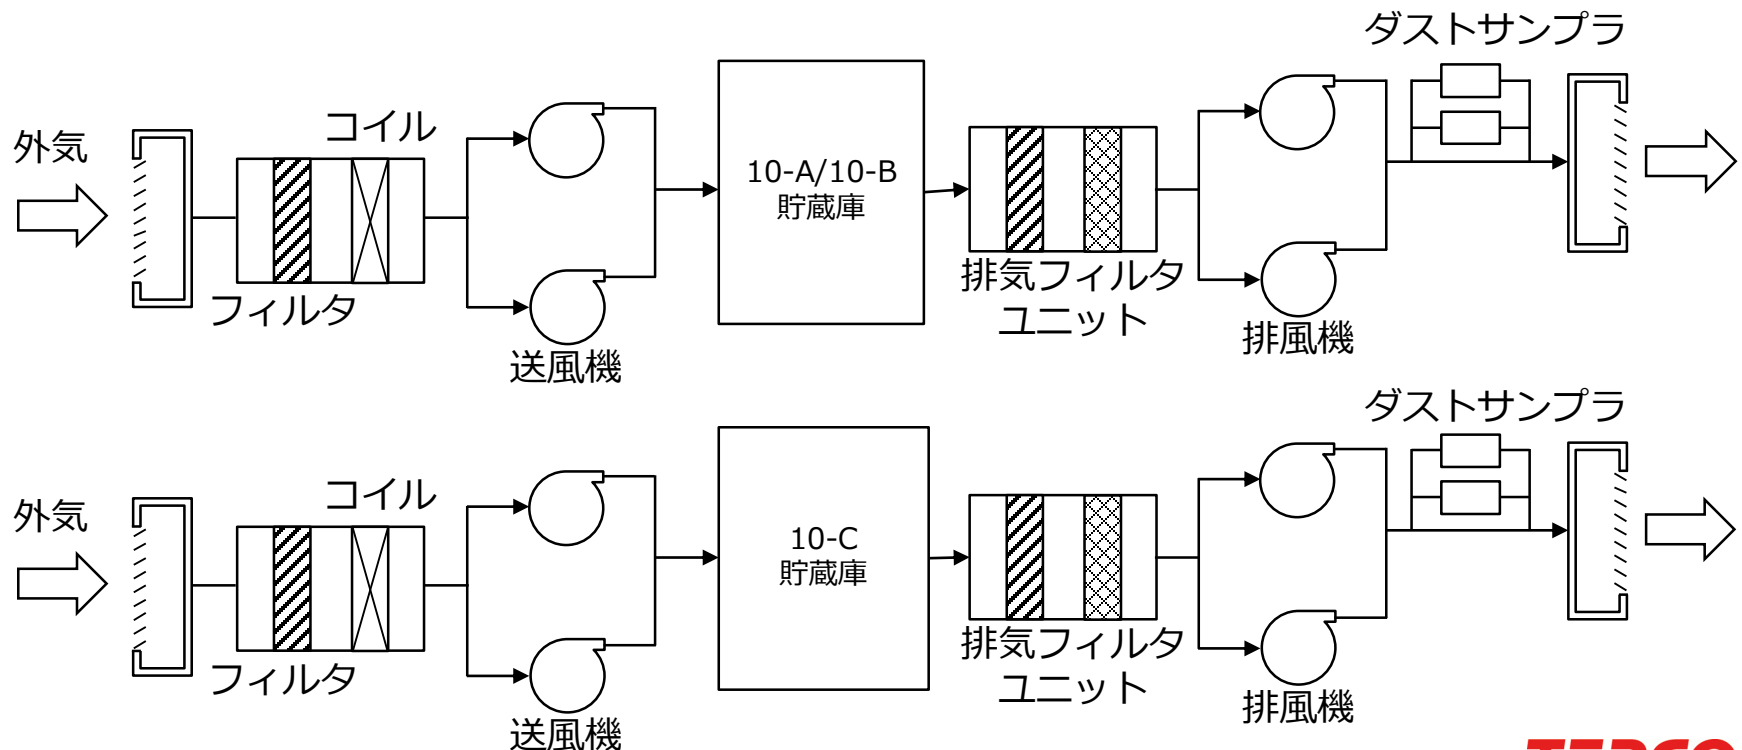 ダストサンプラ
外気
コイル
10-A/10-B
貯蔵庫
フィルタ
送風機
排気フィルタ
ユニット
排風機
ダストサンプラ
外気
コイル
10-C
貯蔵庫
フィルタ
送風機
排気フィルタ
ユニット
排風機